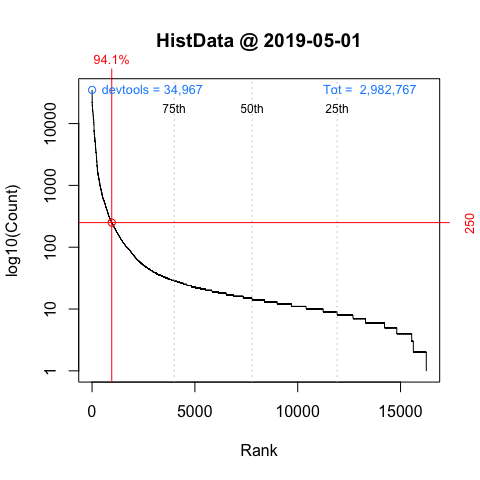 HistData @ 2019-05-01
94.1%
devtools = 34,967
Tot = 2,982,767
75th
50th
25th
log10(Count)
10000
1000
100
10
1
250
0
5000
10000
15000
Rank